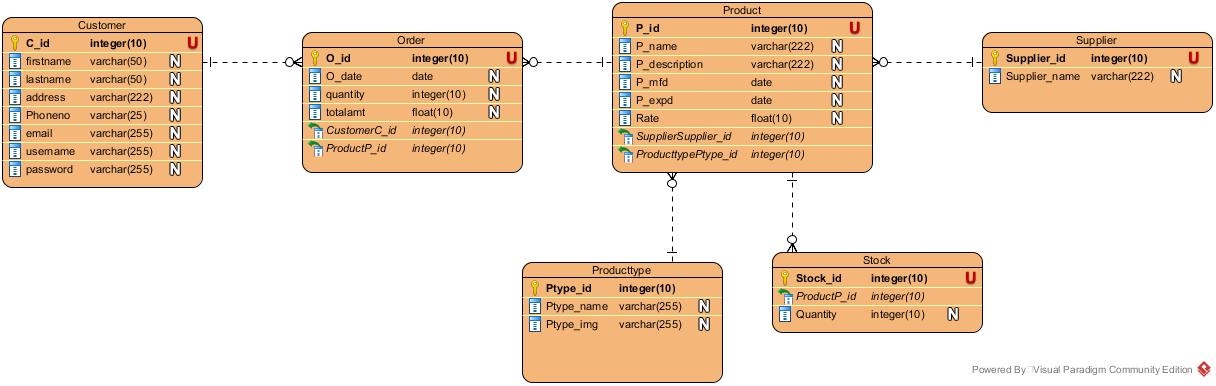 Customer
C_id integer(10) U
firstname varchar(50) N
lastname varchar(50) N
address varchar(222) N
Phoneno varchar(25) N
email varchar(255) N
username varchar(255) N
password varchar(255) N
Order
O_id integer(10) U
O_date date N
quantity integer(10) N
totalamt float(10) N
CustomerC_id integer(10)
ProductP_id integer(10)
Product
P_id integer(10) U
P_name varchar(222) N
P_description varchar(222) N
P_mfd date N
P_expd date N
Rate float(10) N
SupplierSupplier_id integer(10)
ProducttypePtype_id integer(10)
Supplier
Supplier_id integer(10) U
Supplier_name varchar(222) N
Producttype
Ptype_id integer(10)
Ptype_name varchar(255) N
Ptype_img varchar(255) N
Stock
Stock_id integer(10) U
ProductP_id integer(10)
Quantity integer(10) N
Powered By Visual Paradigm Community Edition